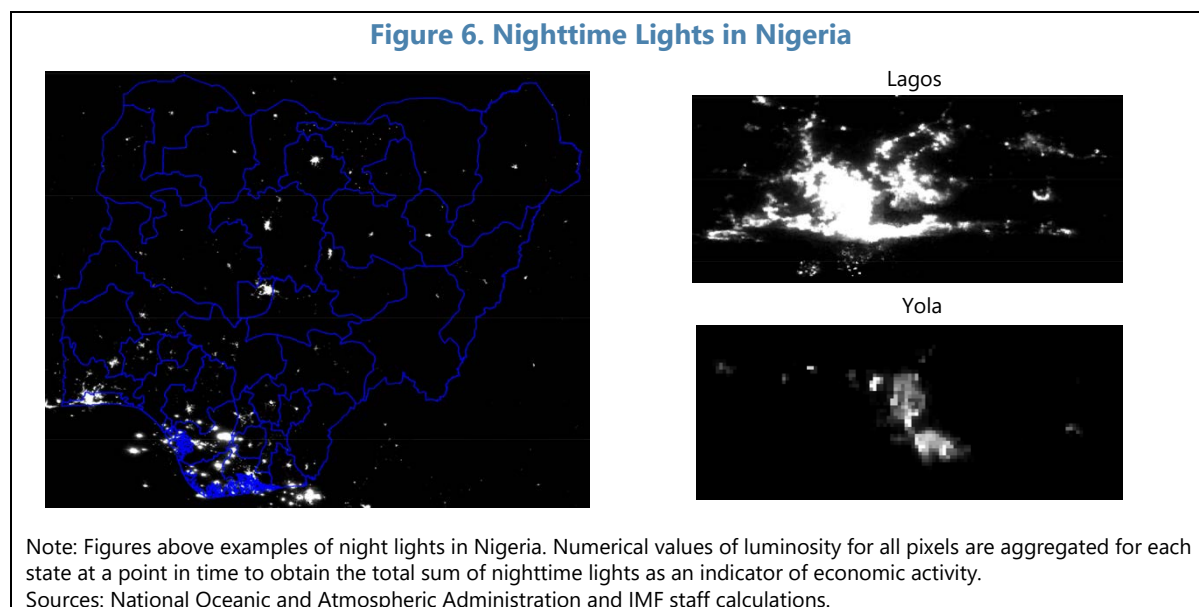 Figure 6. Nighttime Lights in Nigeria
Lagos
Yola
Note: Figures above examples of night lights in Nigeria. Numerical values of luminosity for all pixels are aggregated for each
state at a point in time to obtain the total sum of nighttime lights as an indicator of economic activity.
Sources: National Oceanic and Atmospheric Administration and IMF staff calculations.